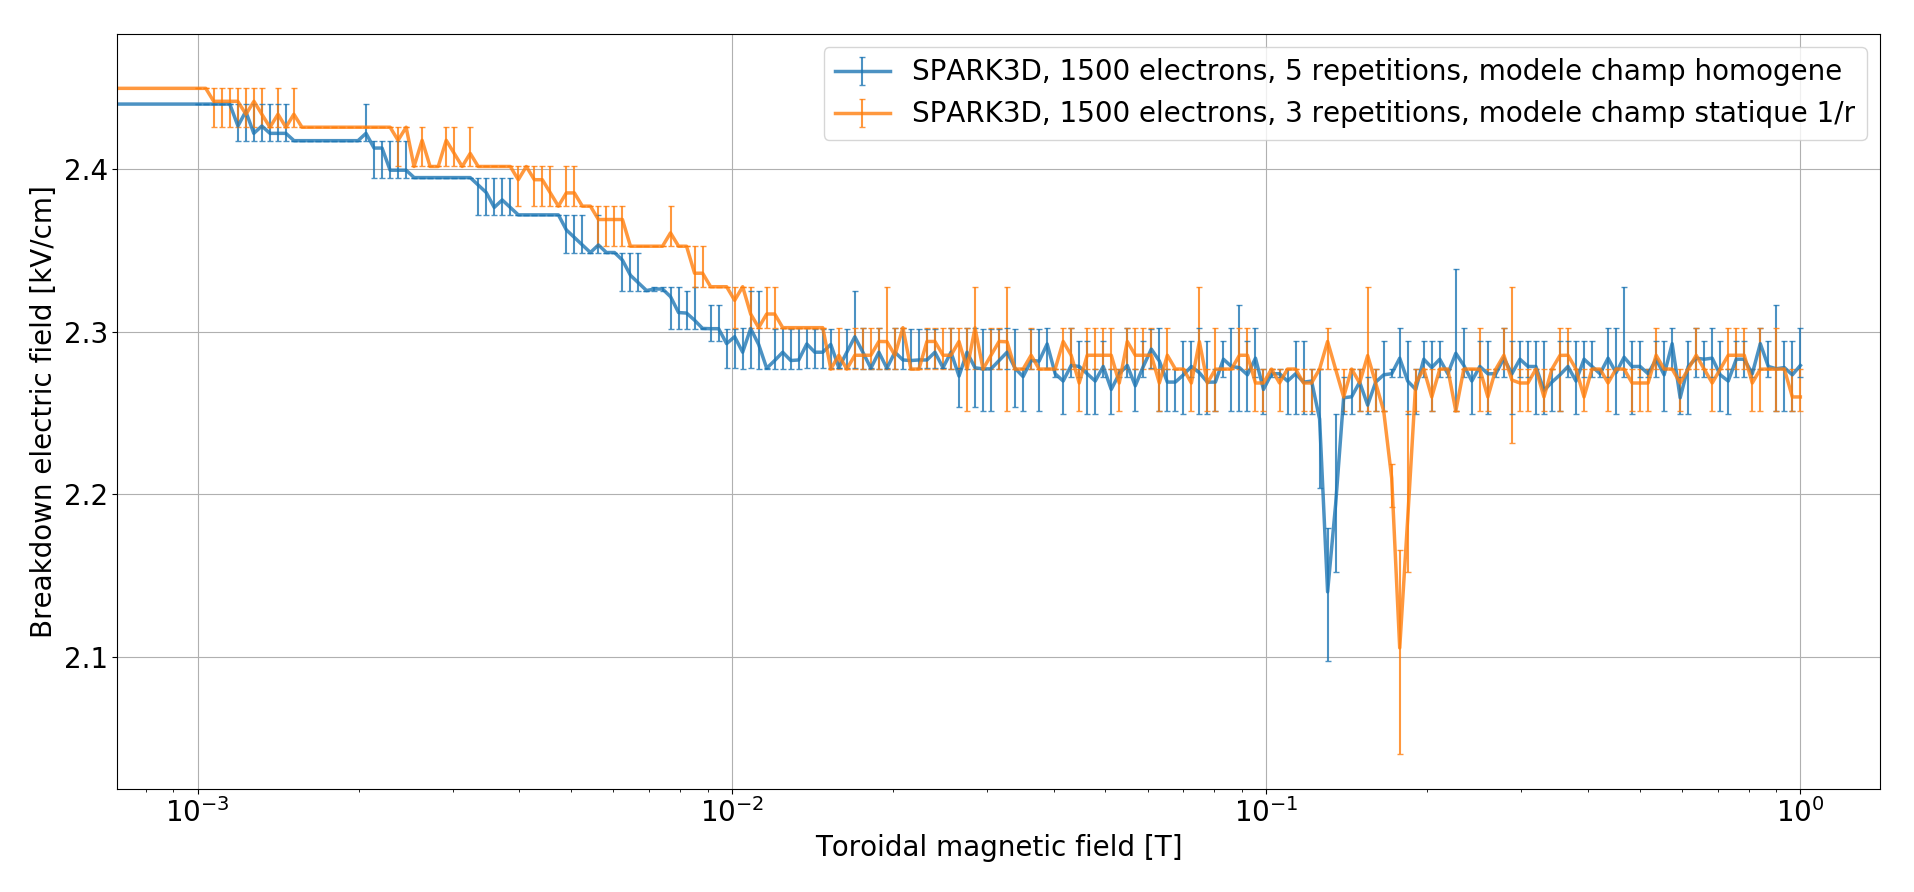 SPARK3D, 1500 electrons, 5 repetitions, modele champ homogene
SPARK3D, 1500 electrons, 3 repetitions, modele champ statique 1/r
Breakdown electric field [kV/cm]
2.4
2.3
2.2
2.1
10⁻³
10⁻²
10⁻¹
10⁰
Toroidal magnetic field [T]